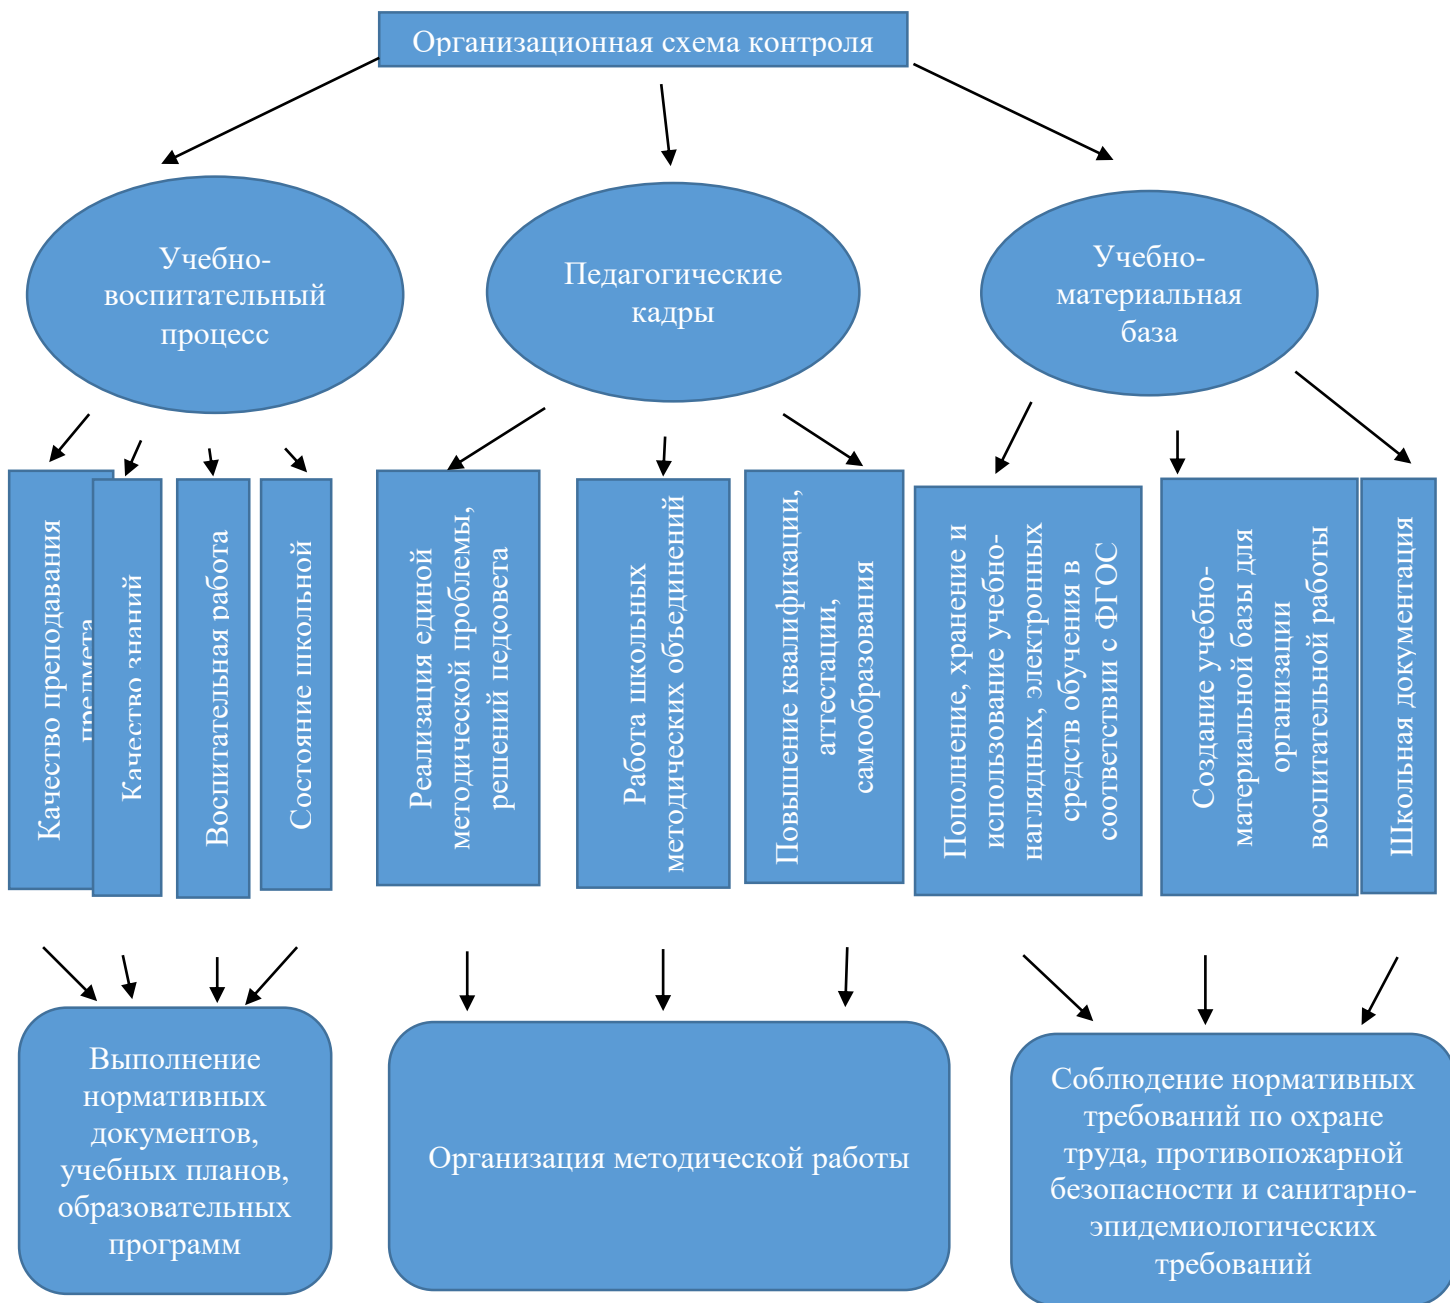 Организационная схема контроля
Учебно-
воспитательный
процесс
Педагогические
кадры
Учебно-
материальная
база
Качество преподавания
предмета
Качество знаний
Воспитательная работа
Состояние школьной
Реализация единой
методической проблемы,
решений педсовета
Работа школьных
методических объединений
Повышение квалификации,
аттестации,
самообразования
Пополнение, хранение и
использование учебно-
наглядных, электронных
средств обучения в
соответствии с ФГОС
Создание учебно-
материальной базы для
организации
воспитательной работы
Школьная документация
Выполнение
нормативных
документов,
учебных планов,
образовательных
программ
Организация методической работы
Соблюдение нормативных
требований по охране
труда, противопожарной
безопасности и санитарно-
эпидемиологических
требований